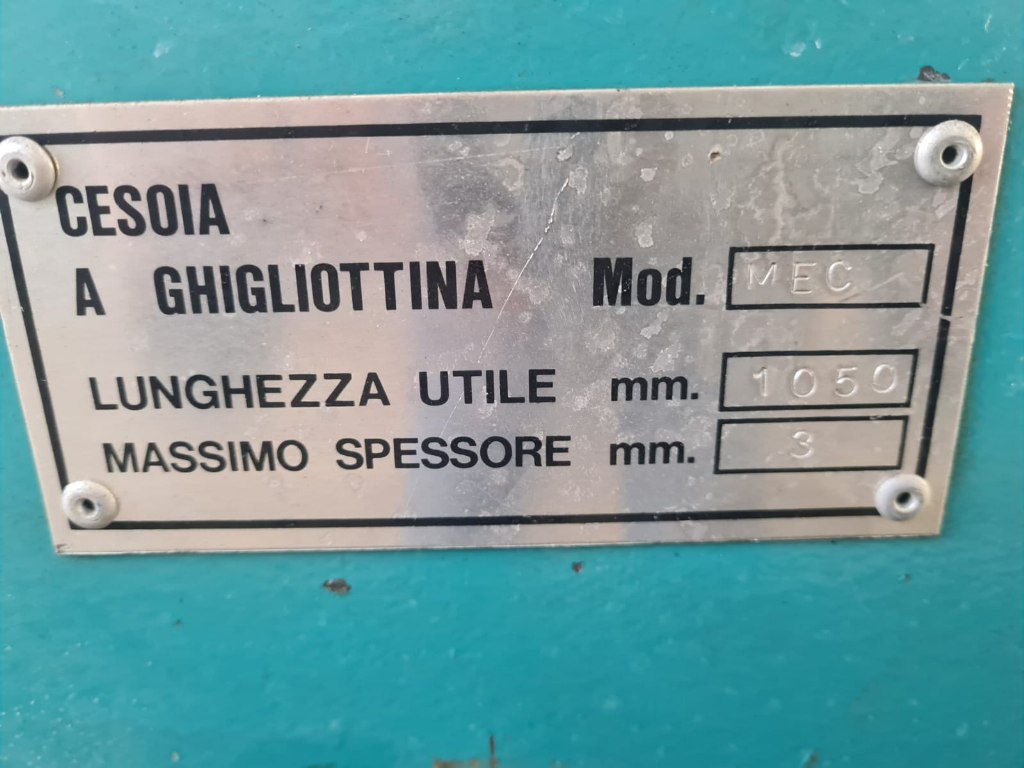 CESOIA
A GHIGLIOTTINA Mod. MEC
LUNGHEZZA UTILE mm. 1050
MASSIMO SPESSORE mm. 3